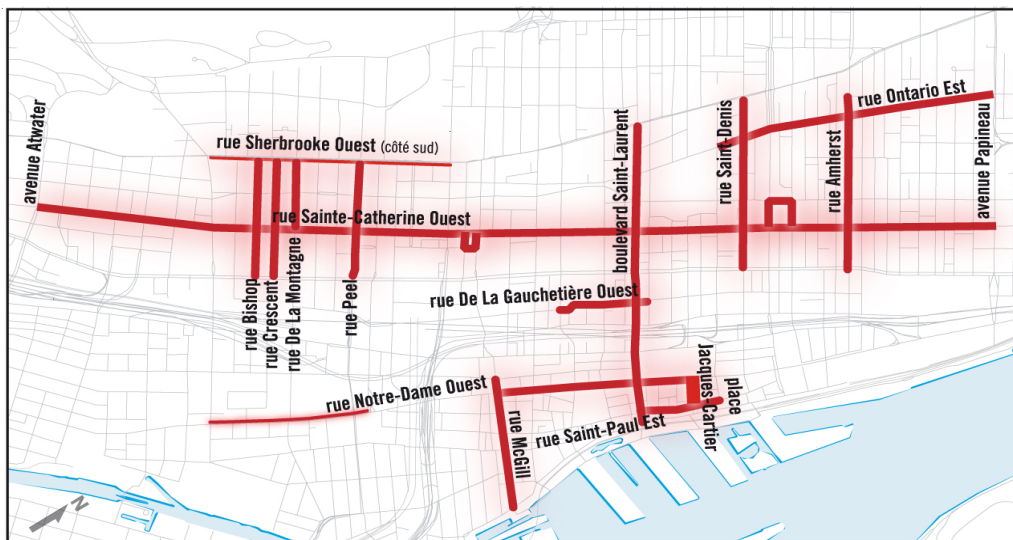 avenue Atwater
rue Sherbrooke Ouest (côté sud)
rue Sainte-Catherine Ouest
rue Bishop
rue Crescent
rue De La Montagne
rue Peel
boulevard Saint-Laurent
rue Saint-Denis
rue Ontario Est
rue Amherst
avenue Papineau
rue De La Gauchetière Ouest
rue Notre-Dame Ouest
rue McGill
rue Saint-Paul Est
place
Jacques-Cartier
N